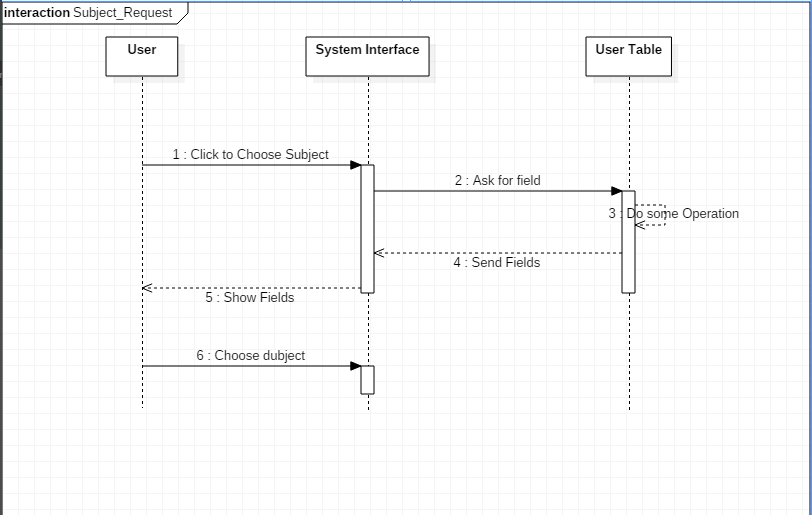 interaction Subject_Request
User
System Interface
User Table
1 : Click to Choose Subject
2 : Ask for field
3 : Do some Operation
4 : Send Fields
5 : Show Fields
6 : Choose dubject